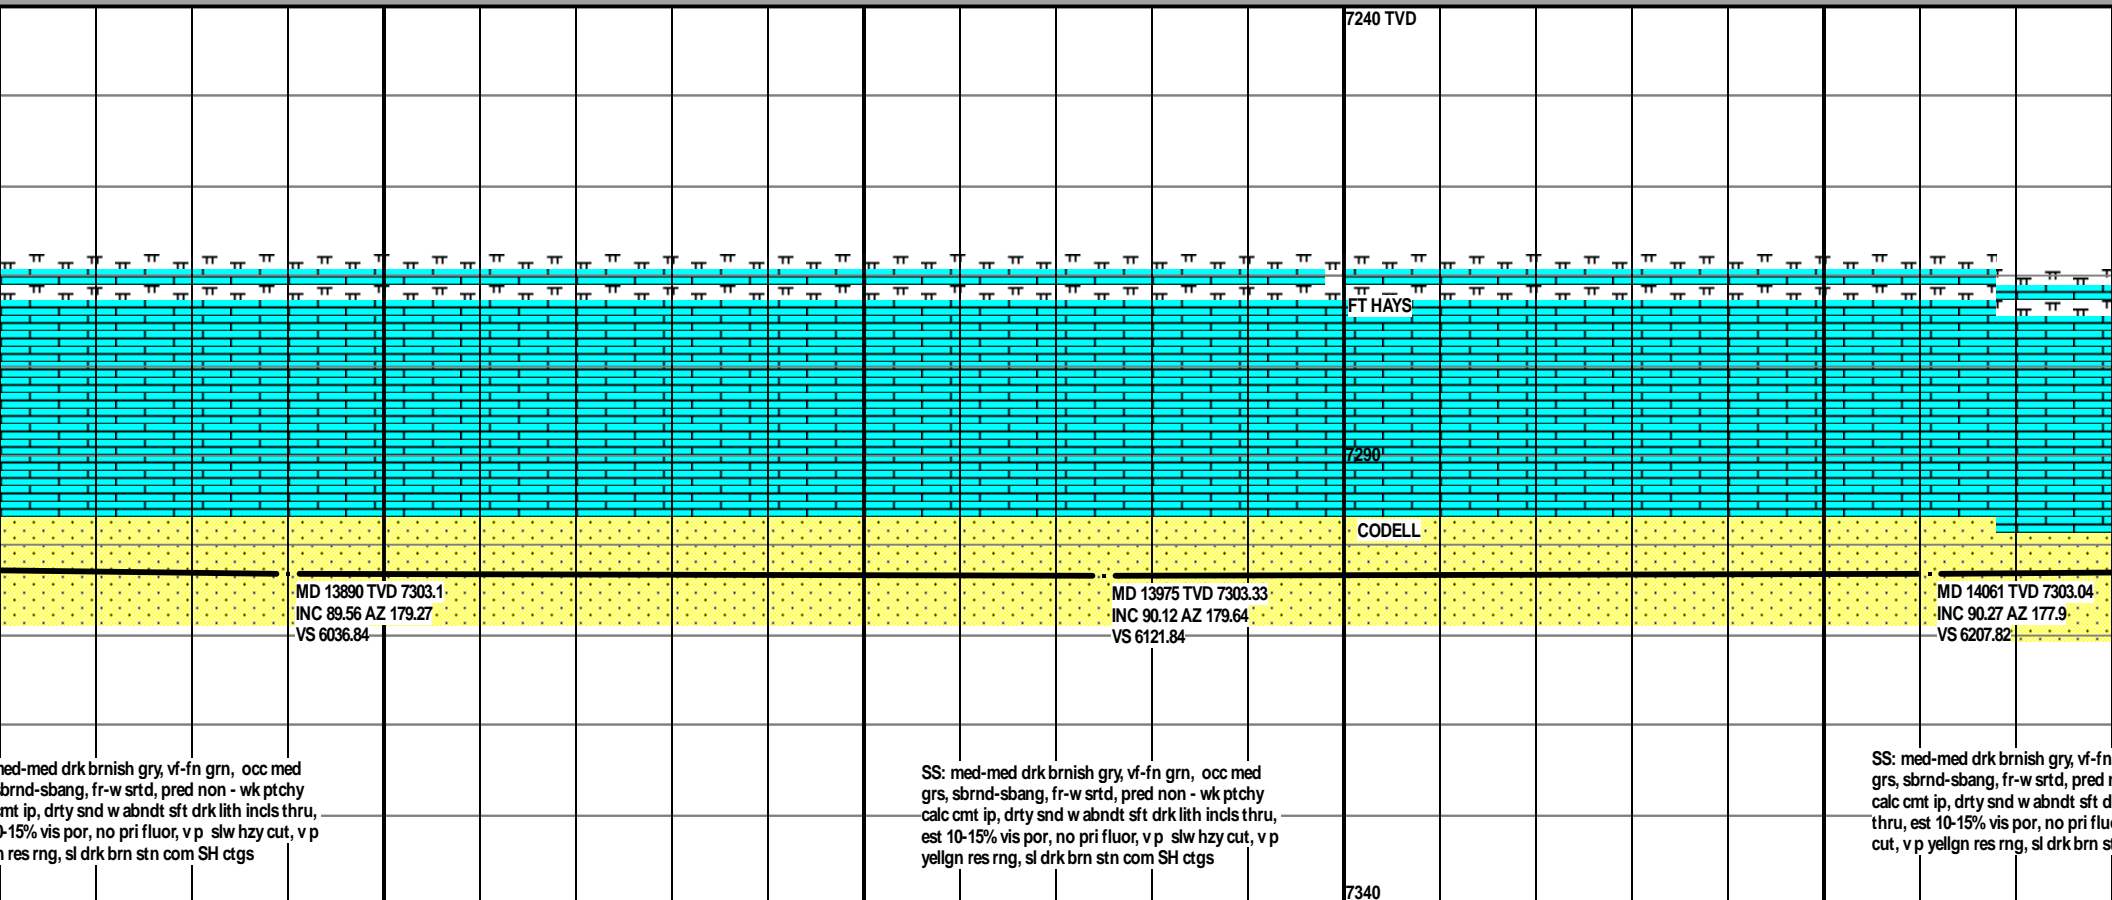 7240 TVD
FT HAYS
7290'
CODELL
MD 13890 TVD 7303.1
INC 89.56 AZ 179.27
VS 6036.84
MD 13975 TVD 7303.33
INC 90.12 AZ 179.64
VS 6121.84
MD 14061 TVD 7303.04
INC 90.27 AZ 177.9
VS 6207.82
med-med drk brnish gry, vf-fn grn, occ med
sbrnd-sbang, fr-w srtd, pred non - wk ptchy
cmt ip, drty snd w abndt sft drk lith incls thru,
0-15% vis por, no pri fluor, v p slw hzy cut, v p
n res rng, sl drk brn stn com SH ctgs
SS: med-med drk brnish gry, vf-fn grn, occ med
grs, sbrnd-sbang, fr-w srtd, pred non - wk ptchy
calc cmt ip, drty snd w abndt sft drk lith incls thru,
est 10-15% vis por, no pri fluor, v p slw hzy cut, v p
yellgn res rng, sl drk brn stn com SH ctgs
SS: med-med drk brnish gry, vf-fn
grs, sbrnd-sbang, fr-w srtd, pred
calc cmt ip, drty snd w abndt sft d
thru, est 10-15% vis por, no pri flu
cut, v p yellgn res rng, sl drk brn s
7340